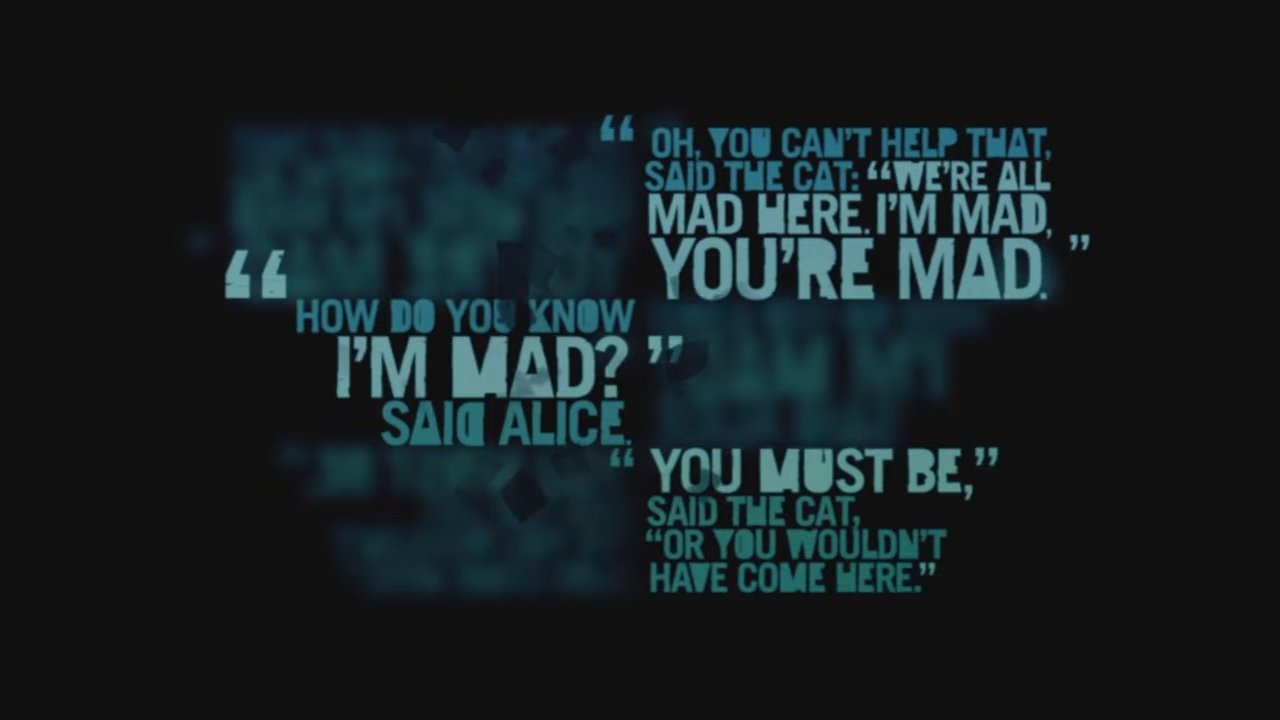 “ OH, YOU CAN’T HELP THAT,
SAID THE CAT: “WE’RE ALL
MAD HERE. I’M MAD,
YOU’RE MAD. ”
“ HOW DO YOU KNOW
I’M MAD? ”
SAID ALICE.
“ YOU MUST BE,”
SAID THE CAT,
“OR YOU WOULDN’T
HAVE COME HERE.”